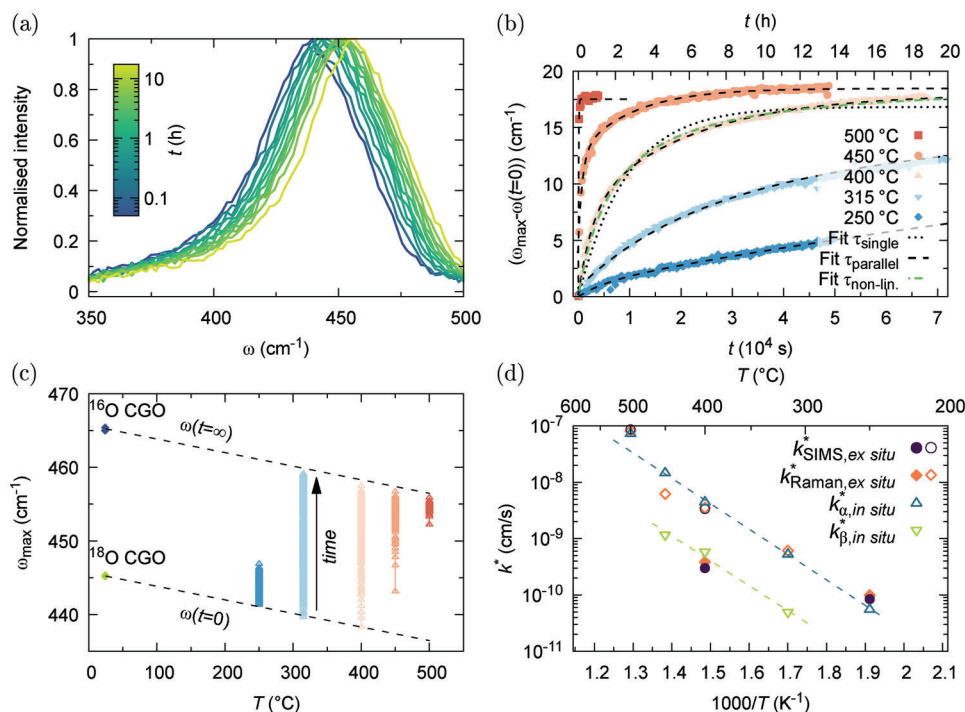 (a)
Normalised intensity
1
0.8
0.6
0.4
0.2
0
350
400
450
500
ω (cm⁻¹)
10
1
0.1
t (h)
(b)
t (h)
0 2 4 6 8 10 12 14 16 18 20
(ω_max-ω(t=0)) (cm⁻¹)
20
15
10
5
0
500 °C
450 °C
400 °C
315 °C
250 °C
Fit τ_single
Fit τ_parallel
Fit τ_non-lin.
0 1 2 3 4 5 6 7
t (10⁴ s)
(c)
ω_max (cm⁻¹)
470
460
450
440
¹⁶O CGO
ω(t=∞)
time
¹⁸O CGO
ω(t=0)
0 100 200 300 400 500
T (°C)
(d)
T (°C)
600 500 400 300 200
k* (cm/s)
10⁻⁷
10⁻⁸
10⁻⁹
10⁻¹⁰
10⁻¹¹
k*_SIMS,ex situ
k*_Raman,ex situ
k*_α,in situ
k*_β,in situ
1.2 1.3 1.4 1.5 1.6 1.7 1.8 1.9 2 2.1
1000/T (K⁻¹)